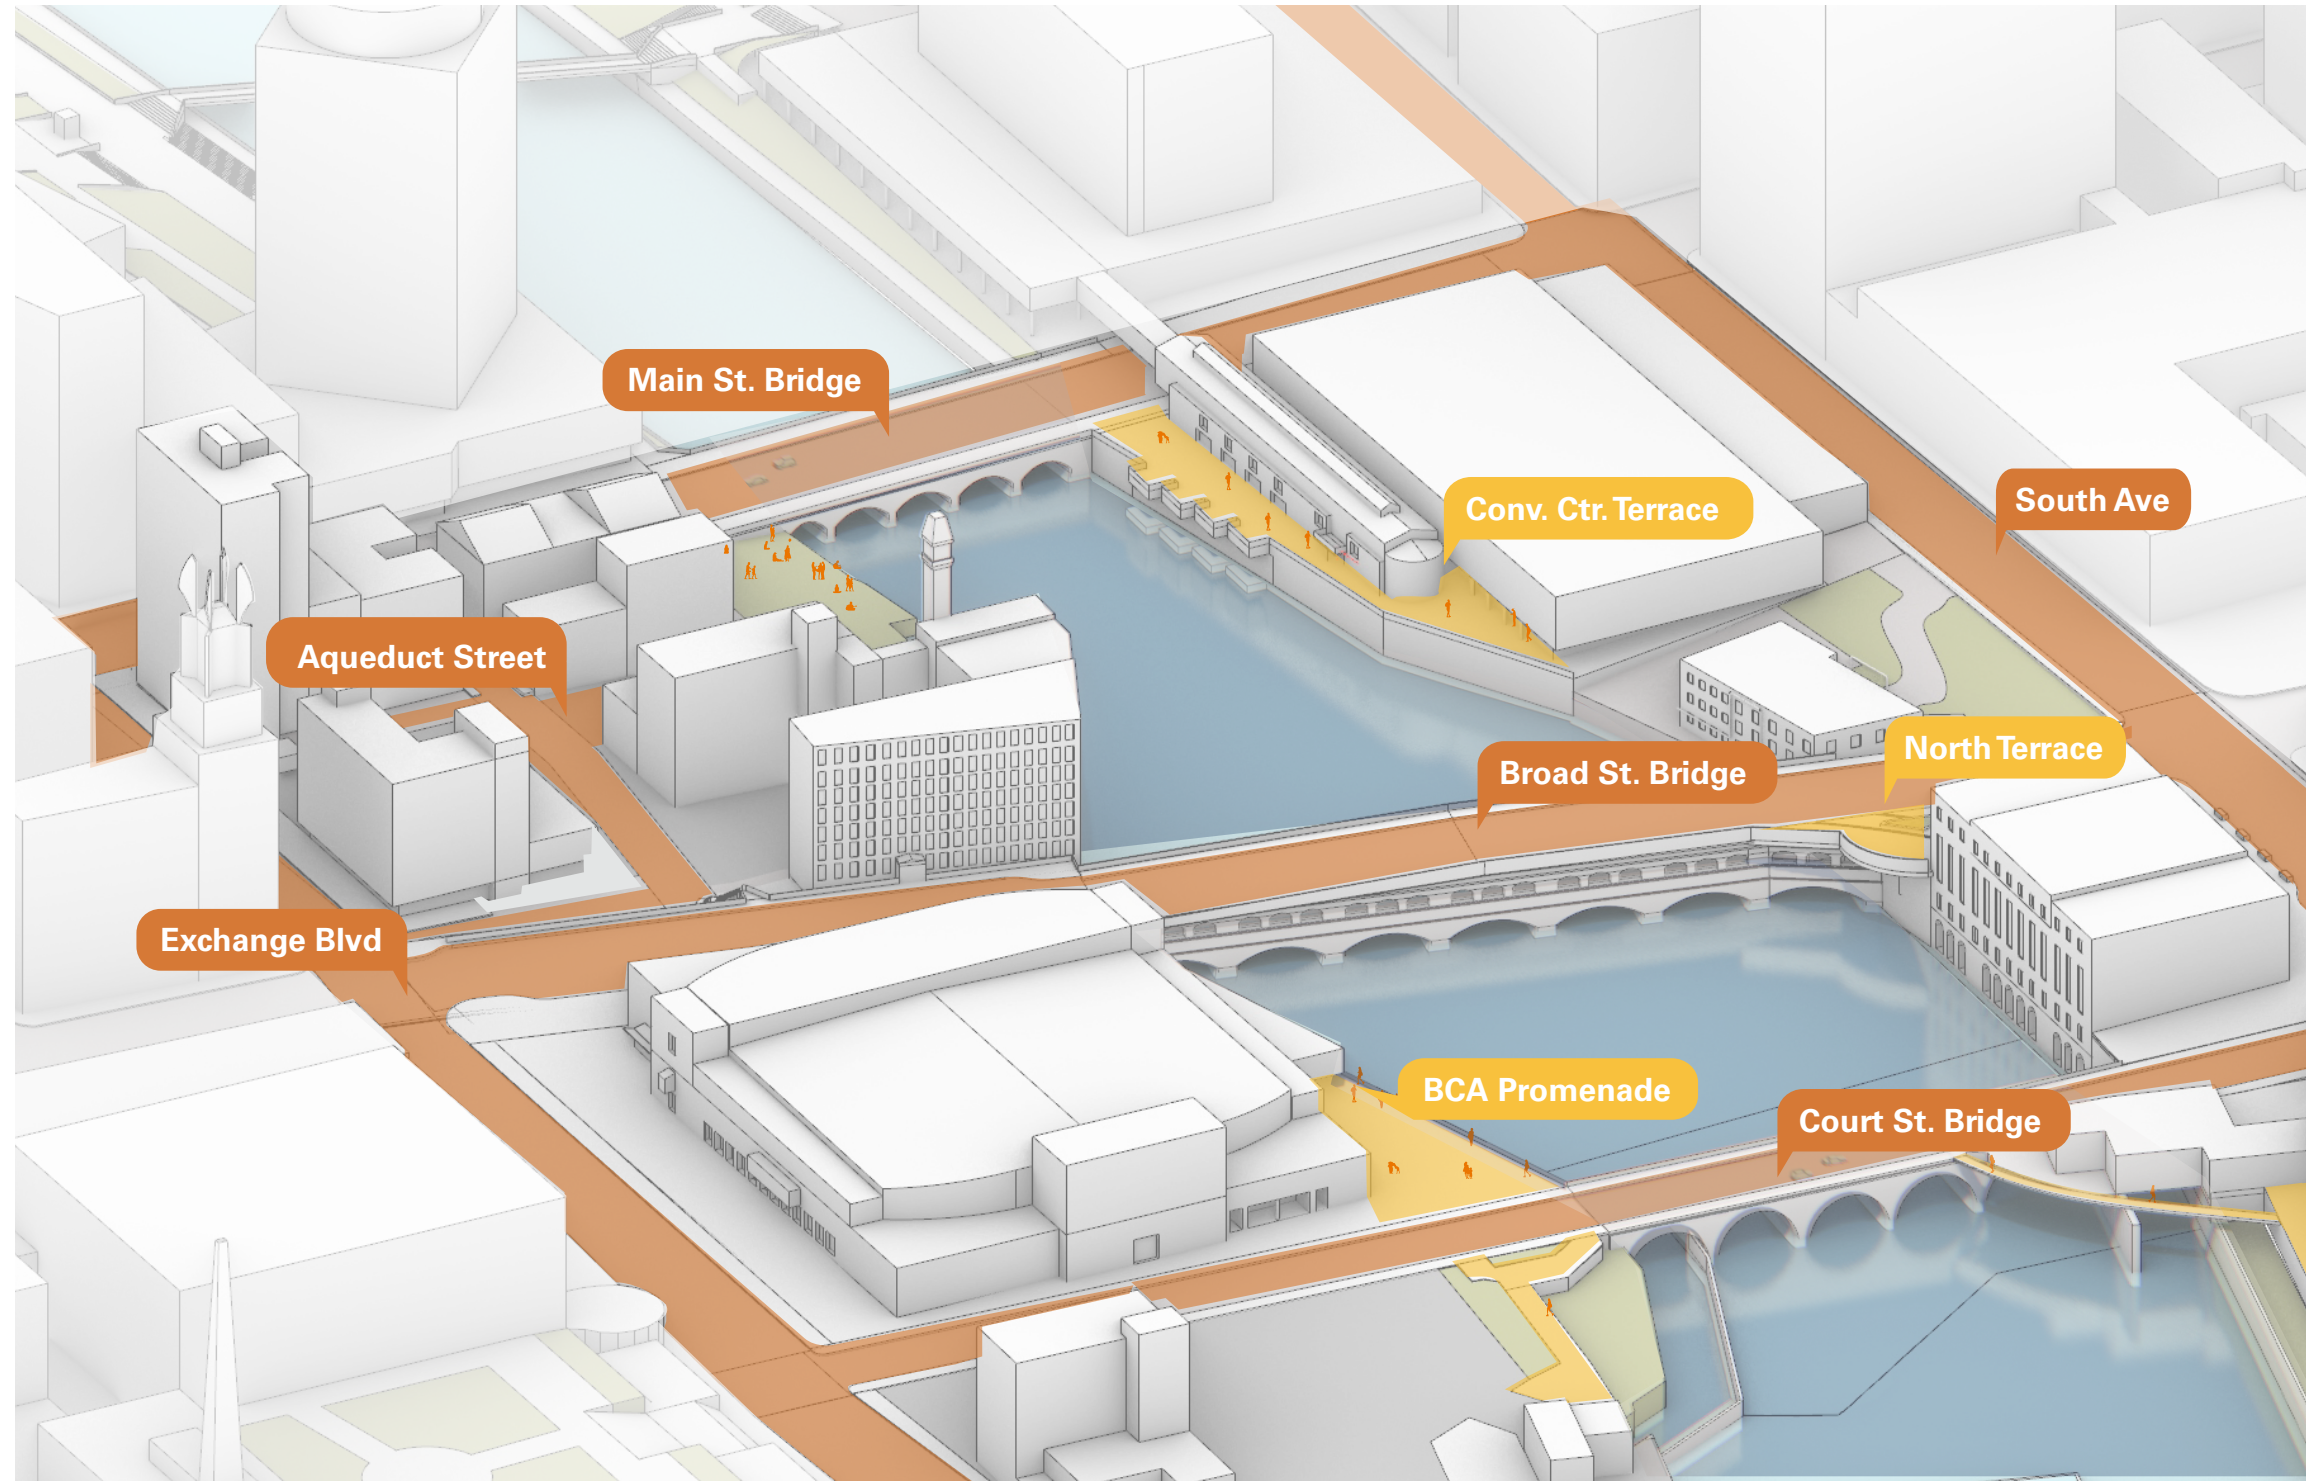 Main St. Bridge
Conv. Ctr. Terrace
South Ave
Aqueduct Street
North Terrace
Broad St. Bridge
Exchange Blvd
BCA Promenade
Court St. Bridge